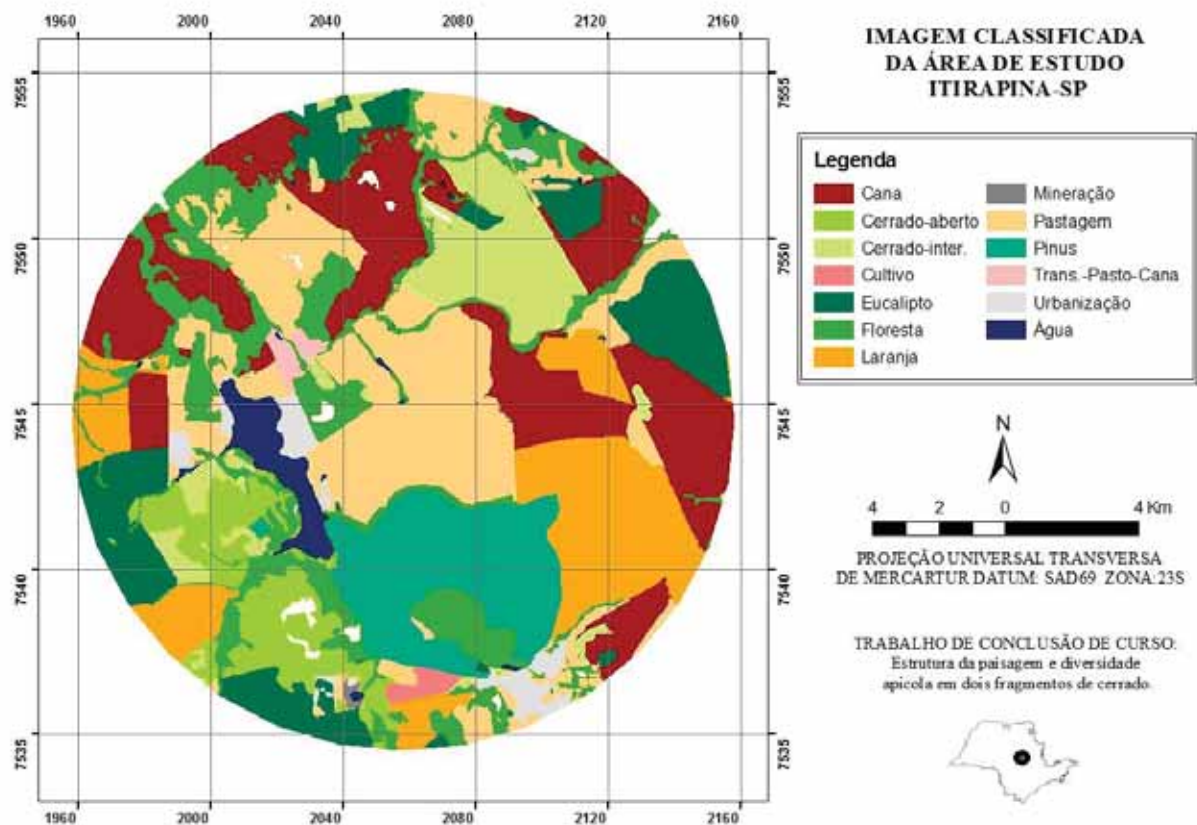 1960 2000 2040 2080 2120 2160
7555
7550
7545
7540
7535
7555
7550
7545
7540
7535
1960 2000 2040 2080 2120 2160
IMAGEM CLASSIFICADA
DA ÁREA DE ESTUDO
ITIRAPINA-SP
Legenda
Cana
Cerrado-aberto
Cerrado-inter.
Cultivo
Eucalipto
Floresta
Laranja
Mineração
Pastagem
Pinus
Trans.-Pasto-Cana
Urbanização
Água
N
4 2 0 4 Km
PROJEÇÃO UNIVERSAL TRANSVERSA
DE MERCARTUR DATUM: SAD69 ZONA:23S
TRABALHO DE CONCLUSÃO DE CURSO:
Estrutura da paisagem e diversidade
apicola em dois fragmentos de cerrado.